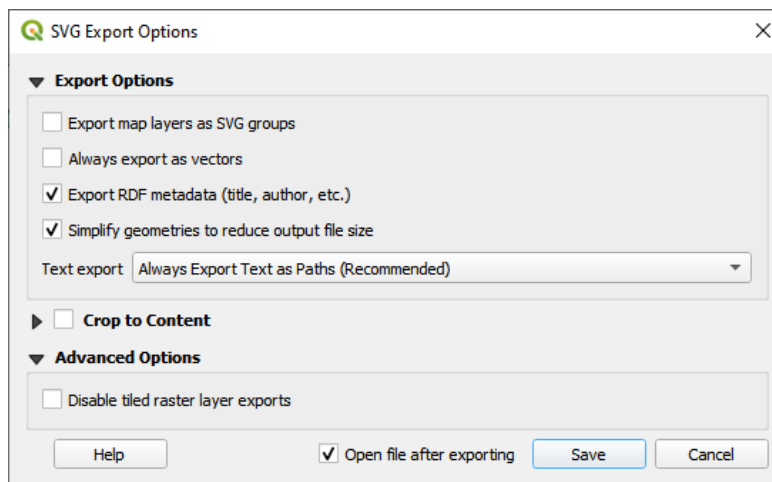 SVG Export Options
Export Options
Export map layers as SVG groups
Always export as vectors
Export RDF metadata (title, author, etc.)
Simplify geometries to reduce output file size
Text export Always Export Text as Paths (Recommended)
Crop to Content
Advanced Options
Disable tiled raster layer exports
Help Open file after exporting Save Cancel